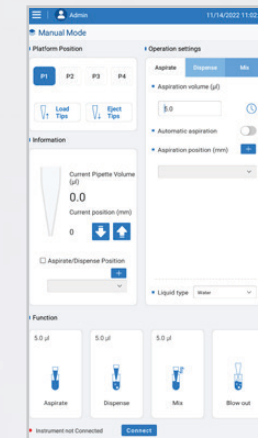 Admin
11/14/2022 11:02
Manual Mode
Platform Position
P1 P2 P3 P4
Load Tips
Eject Tips
Information
Current Pipette Volume (μl)
0.0
Current position (mm)
0
Aspirate/Dispense Position
+
Operation settings
Aspirate Dispense Mix
Aspiration volume (μl)
5.0
Automatic aspiration
Aspiration position (mm)
+
Liquid type Water
Function
5.0 μl
Aspirate
5.0 μl
Dispense
5.0 μl
Mix
Blow out
Instrument not Connected
Connect